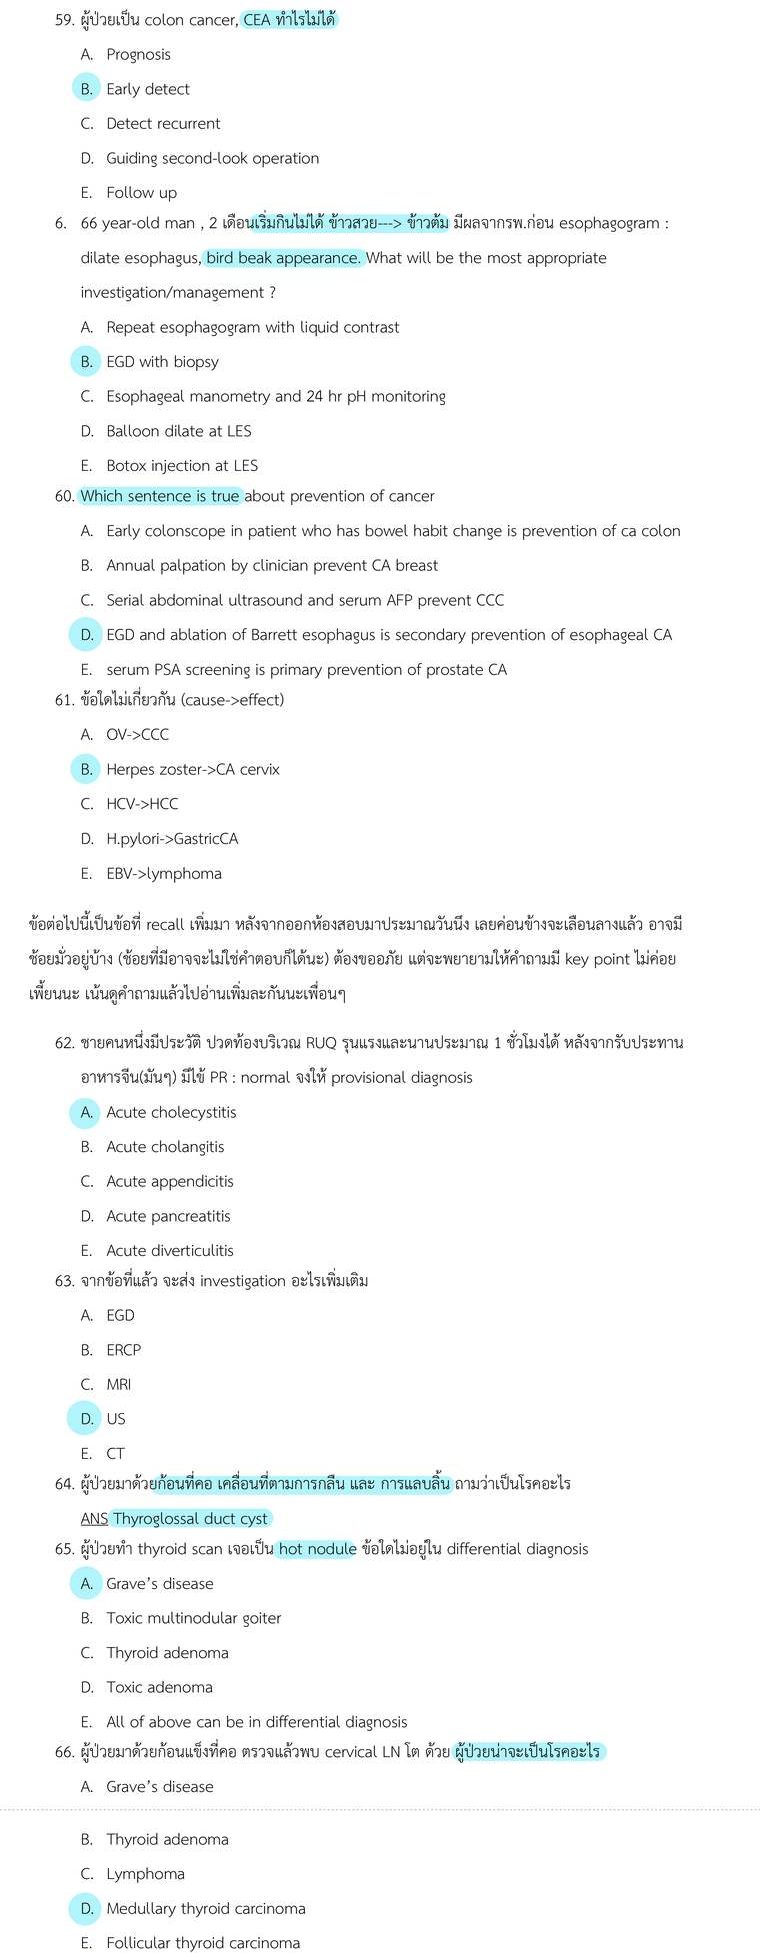 59. ผู้ป่วยเป็น colon cancer, CEA ทำไรไม่ได้
A. Prognosis
B. Early detect
C. Detect recurrent
D. Guiding second-look operation
E. Follow up
6. 66 year-old man , 2 เดือนเริ่มกินไม่ได้ ข้าวสวย---> ข้าวต้ม มีผลจากรพ.ก่อน esophagogram :
dilate esophagus, bird beak appearance. What will be the most appropriate
investigation/management ?
A. Repeat esophagogram with liquid contrast
B. EGD with biopsy
C. Esophageal manometry and 24 hr pH monitoring
D. Balloon dilate at LES
E. Botox injection at LES
60. Which sentence is true about prevention of cancer
A. Early colonscope in patient who has bowel habit change is prevention of ca colon
B. Annual palpation by clinician prevent CA breast
C. Serial abdominal ultrasound and serum AFP prevent CCC
D. EGD and ablation of Barrett esophagus is secondary prevention of esophageal CA
E. serum PSA screening is primary prevention of prostate CA
61. ข้อใดไม่เกี่ยวกัน (cause->effect)
A. OV->CCC
B. Herpes zoster->CA cervix
C. HCV->HCC
D. H.pylori->GastricCA
E. EBV->lymphoma
ข้อต่อไปนี้เป็นข้อที่ recall เพิ่มมา หลังจากออกห้องสอบมาประมาณวันนึง เลยค่อนข้างจะเลือนลางแล้ว อาจมี
ช้อยมั่วอยู่บ้าง (ช้อยที่มีอาจจะไม่ใช่คำตอบก็ได้นะ) ต้องขออภัย แต่จะพยายามให้คำถามมี key point ไม่ค่อย
เพี้ยนนะ เน้นดูคำถามแล้วไปอ่านเพิ่มละกันนะเพื่อนๆ
62. ชายคนหนึ่งมีประวัติ ปวดท้องบริเวณ RUQ รุนแรงและนานประมาณ 1 ชั่วโมงได้ หลังจากรับประทาน
อาหารจีน(มันๆ) มีไข้ PR : normal จงให้ provisional diagnosis
A. Acute cholecystitis
B. Acute cholangitis
C. Acute appendicitis
D. Acute pancreatitis
E. Acute diverticulitis
63. จากข้อที่แล้ว จะส่ง investigation อะไรเพิ่มเติม
A. EGD
B. ERCP
C. MRI
D. US
E. CT
64. ผู้ป่วยมาด้วยก้อนที่คอ เคลื่อนที่ตามการกลืน และ การแลบลิ้น ถามว่าเป็นโรคอะไร
ANS Thyroglossal duct cyst
65. ผู้ป่วยทำ thyroid scan เจอเป็น hot nodule ข้อใดไม่อยู่ใน differential diagnosis
A. Grave's disease
B. Toxic multinodular goiter
C. Thyroid adenoma
D. Toxic adenoma
E. All of above can be in differential diagnosis
66. ผู้ป่วยมาด้วยก้อนแข็งที่คอ ตรวจแล้วพบ cervical LN โต ด้วย ผู้ป่วยน่าจะเป็นโรคอะไร
A. Grave's disease
B. Thyroid adenoma
C. Lymphoma
D. Medullary thyroid carcinoma
E. Follicular thyroid carcinoma